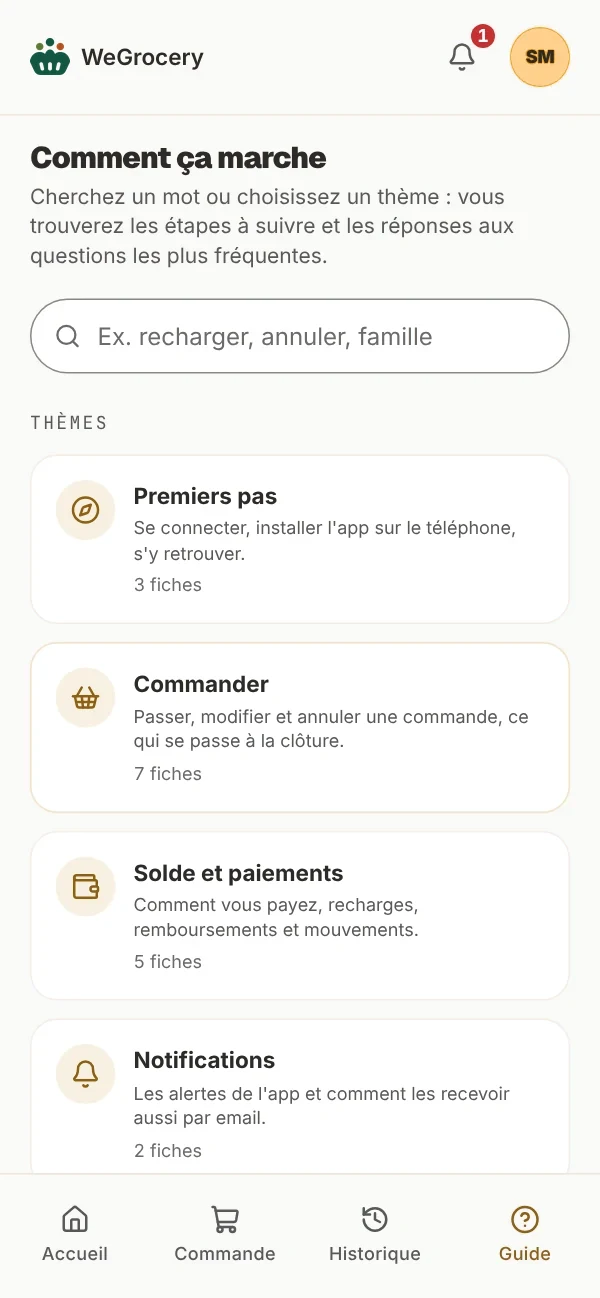 WeGrocery
1
SM
Comment ça marche
Cherchez un mot ou choisissez un thème : vous
trouverez les étapes à suivre et les réponses aux
questions les plus fréquentes.
Ex. recharger, annuler, famille
THÈMES
Premiers pas
Se connecter, installer l'app sur le téléphone,
s'y retrouver.
3 fiches
Commander
Passer, modifier et annuler une commande, ce
qui se passe à la clôture.
7 fiches
Solde et paiements
Comment vous payez, recharges,
remboursements et mouvements.
5 fiches
Notifications
Les alertes de l'app et comment les recevoir
aussi par email.
2 fiches
Accueil
Commande
Historique
Guide